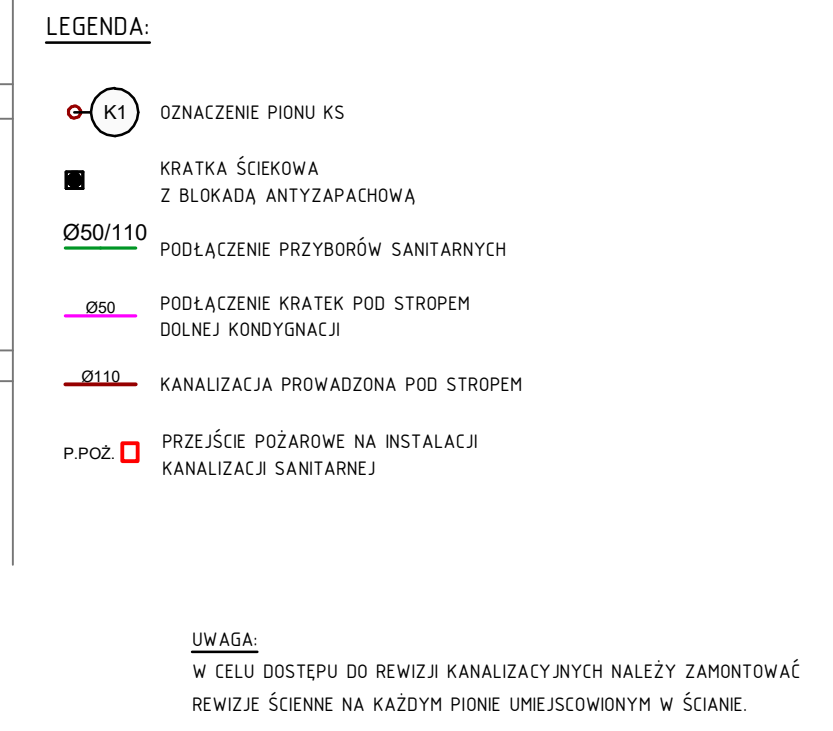 LEGENDA:
K1 OZNACZENIE PIONU KS
KRATKA ŚCIEKOWA
Z BLOKADĄ ANTYZAPACHOWĄ
Ø50/110
PODŁĄCZENIE PRZYBORÓW SANITARNYCH
Ø50 PODŁĄCZENIE KRATEK POD STROPEM
DOLNEJ KONDYGNACJI
Ø110 KANALIZACJA PROWADZONA POD STROPEM
P.POŻ. PRZEJŚCIE POŻAROWE NA INSTALACJI
KANALIZACJI SANITARNEJ
UWAGA:
W CELU DOSTĘPU DO REWIZJI KANALIZACYJNYCH NALEŻY ZAMONTOWAĆ
REWIZJE ŚCIENNE NA KAŻDYM PIONIE UMIEJSCOWIONYM W ŚCIANIE.